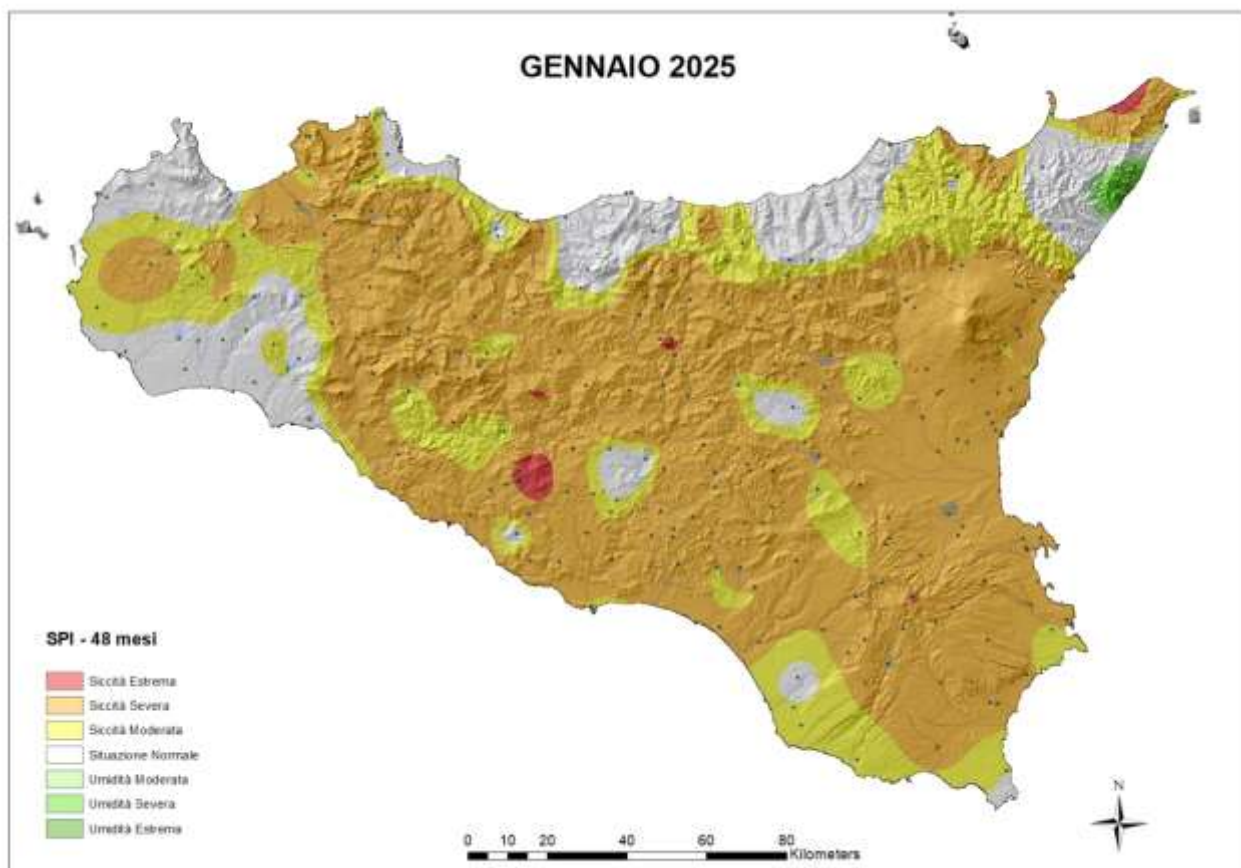 GENNAIO 2025
SPI - 48 mesi
Siccità Estrema
Siccità Severa
Siccità Moderata
Situazione Normale
Umidità Moderata
Umidità Severa
Umidità Estrema
N
0 10 20 40 60 80
Kilometers